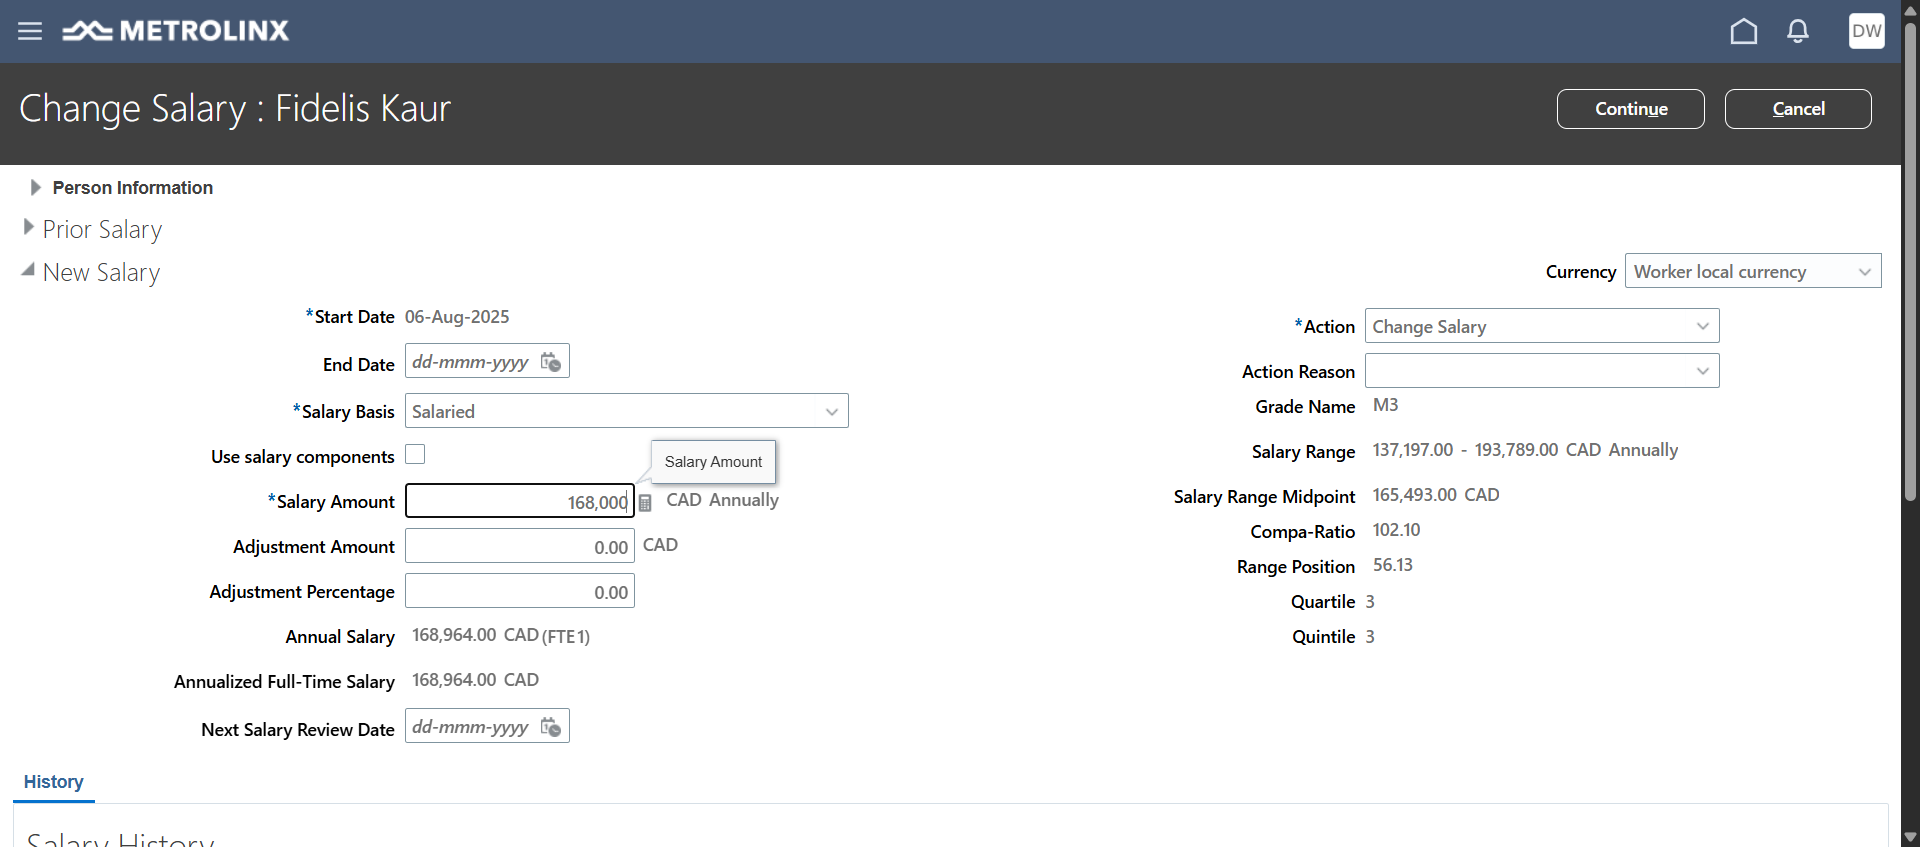 METROLINX
DW
Change Salary : Fidelis Kaur
Continue
Cancel
Person Information
Prior Salary
New Salary
Currency Worker local currency
*Start Date 06-Aug-2025
End Date dd-mmm-yyyy
*Salary Basis Salaried
Use salary components
Salary Amount
*Salary Amount 168,000 CAD Annually
Adjustment Amount 0.00 CAD
Adjustment Percentage 0.00
Annual Salary 168,964.00 CAD (FTE 1)
Annualized Full-Time Salary 168,964.00 CAD
Next Salary Review Date dd-mmm-yyyy
*Action Change Salary
Action Reason
Grade Name M3
Salary Range 137,197.00 - 193,789.00 CAD Annually
Salary Range Midpoint 165,493.00 CAD
Compa-Ratio 102.10
Range Position 56.13
Quartile 3
Quintile 3
History
Salary History